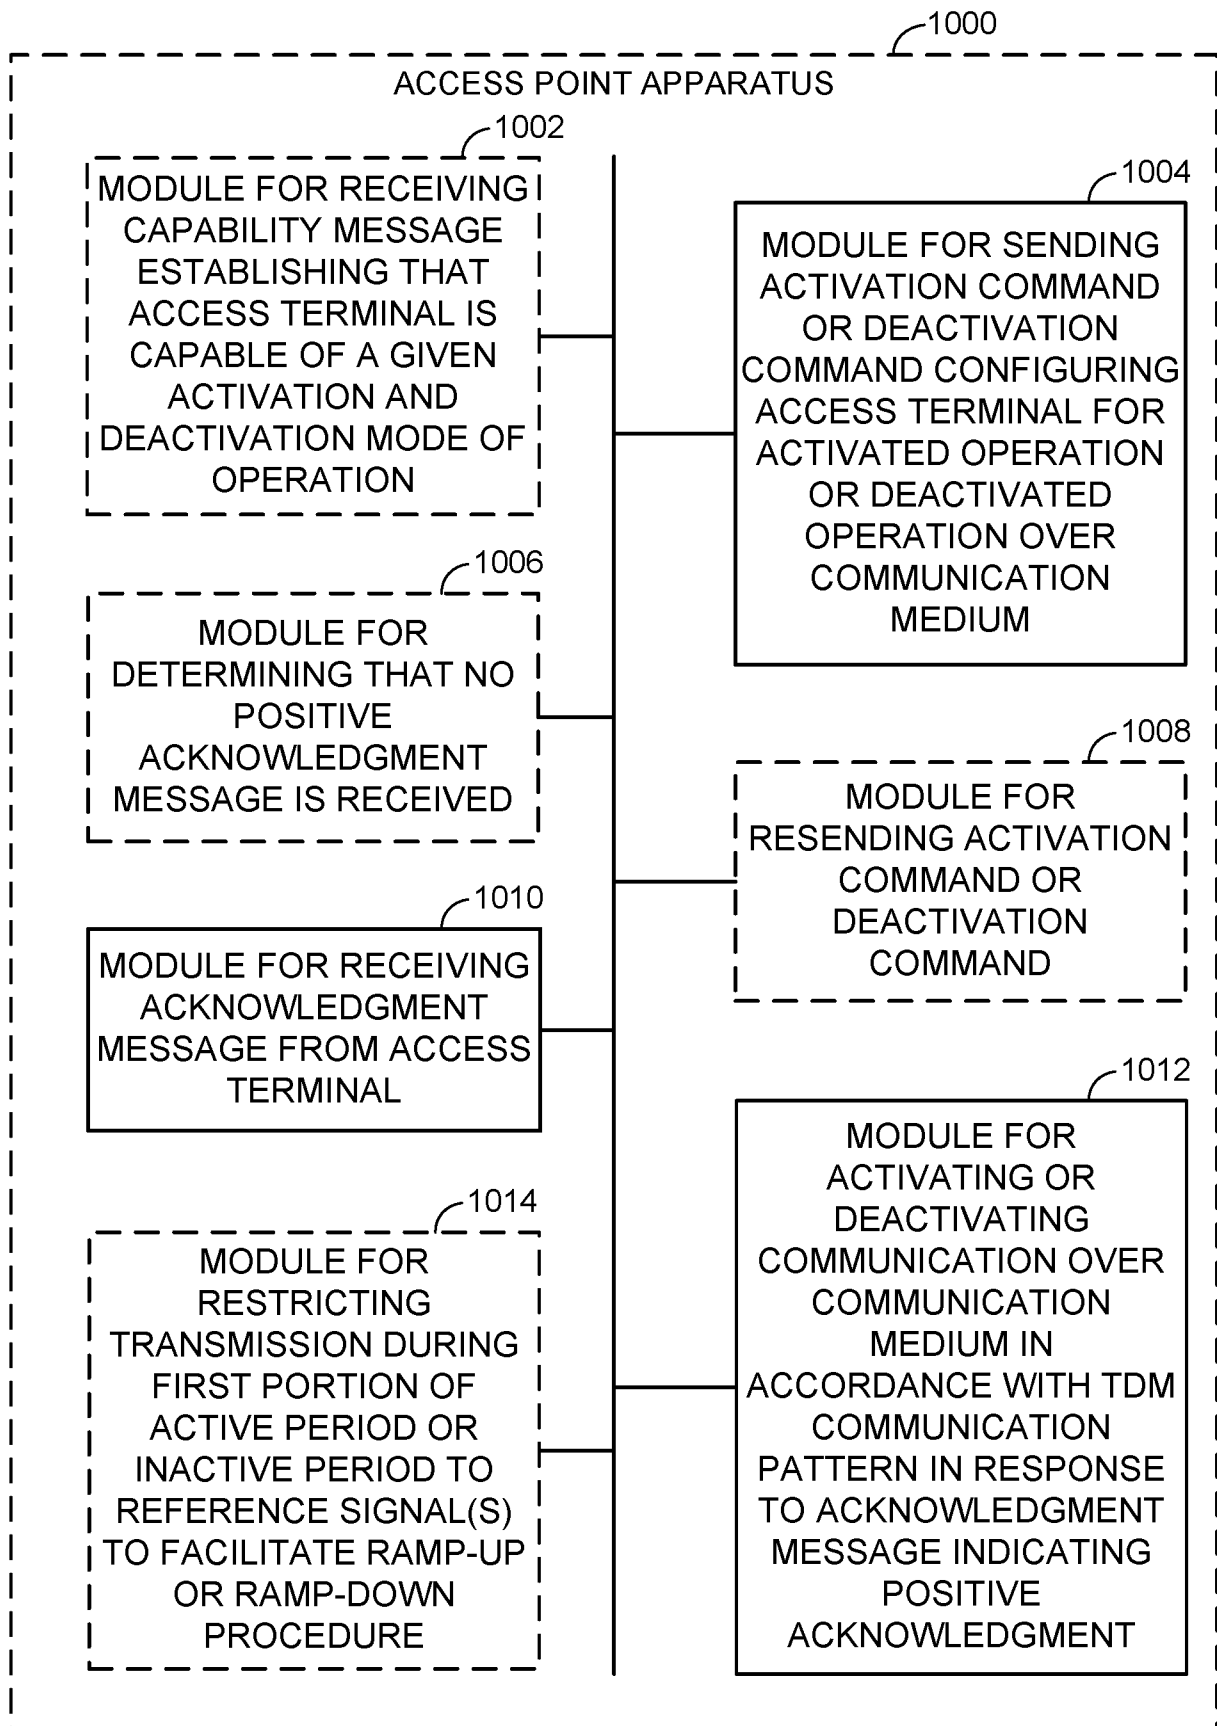 1000
ACCESS POINT APPARATUS
1002
MODULE FOR RECEIVING
CAPABILITY MESSAGE
ESTABLISHING THAT
ACCESS TERMINAL IS
CAPABLE OF A GIVEN
ACTIVATION AND
DEACTIVATION MODE OF
OPERATION
1004
MODULE FOR SENDING
ACTIVATION COMMAND
OR DEACTIVATION
COMMAND CONFIGURING
ACCESS TERMINAL FOR
ACTIVATED OPERATION
OR DEACTIVATED
OPERATION OVER
COMMUNICATION
MEDIUM
1006
MODULE FOR
DETERMINING THAT NO
POSITIVE
ACKNOWLEDGMENT
MESSAGE IS RECEIVED
1008
MODULE FOR
RESENDING ACTIVATION
COMMAND OR
DEACTIVATION
COMMAND
1010
MODULE FOR RECEIVING
ACKNOWLEDGMENT
MESSAGE FROM ACCESS
TERMINAL
1012
MODULE FOR
ACTIVATING OR
DEACTIVATING
COMMUNICATION OVER
COMMUNICATION
MEDIUM IN
ACCORDANCE WITH TDM
COMMUNICATION
PATTERN IN RESPONSE
TO ACKNOWLEDGMENT
MESSAGE INDICATING
POSITIVE
ACKNOWLEDGMENT
1014
MODULE FOR
RESTRICTING
TRANSMISSION DURING
FIRST PORTION OF
ACTIVE PERIOD OR
INACTIVE PERIOD TO
REFERENCE SIGNAL(S)
TO FACILITATE RAMP-UP
OR RAMP-DOWN
PROCEDURE